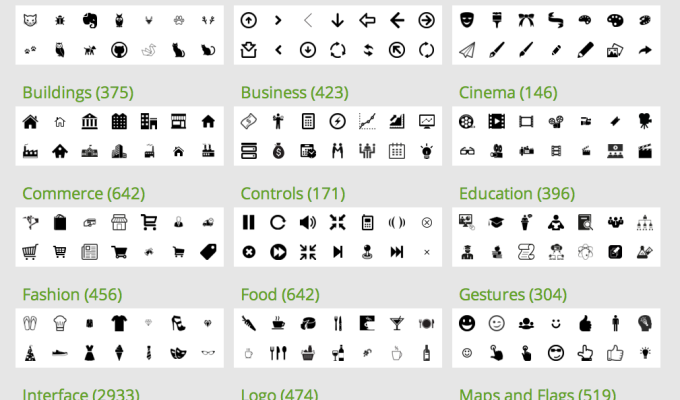 Buildings (375)
Business (423)
Cinema (146)
Commerce (642)
Controls (171)
Education (396)
Fashion (456)
Food (642)
Gestures (304)
Interface (2933)
Logo (474)
Maps and Flags (519)